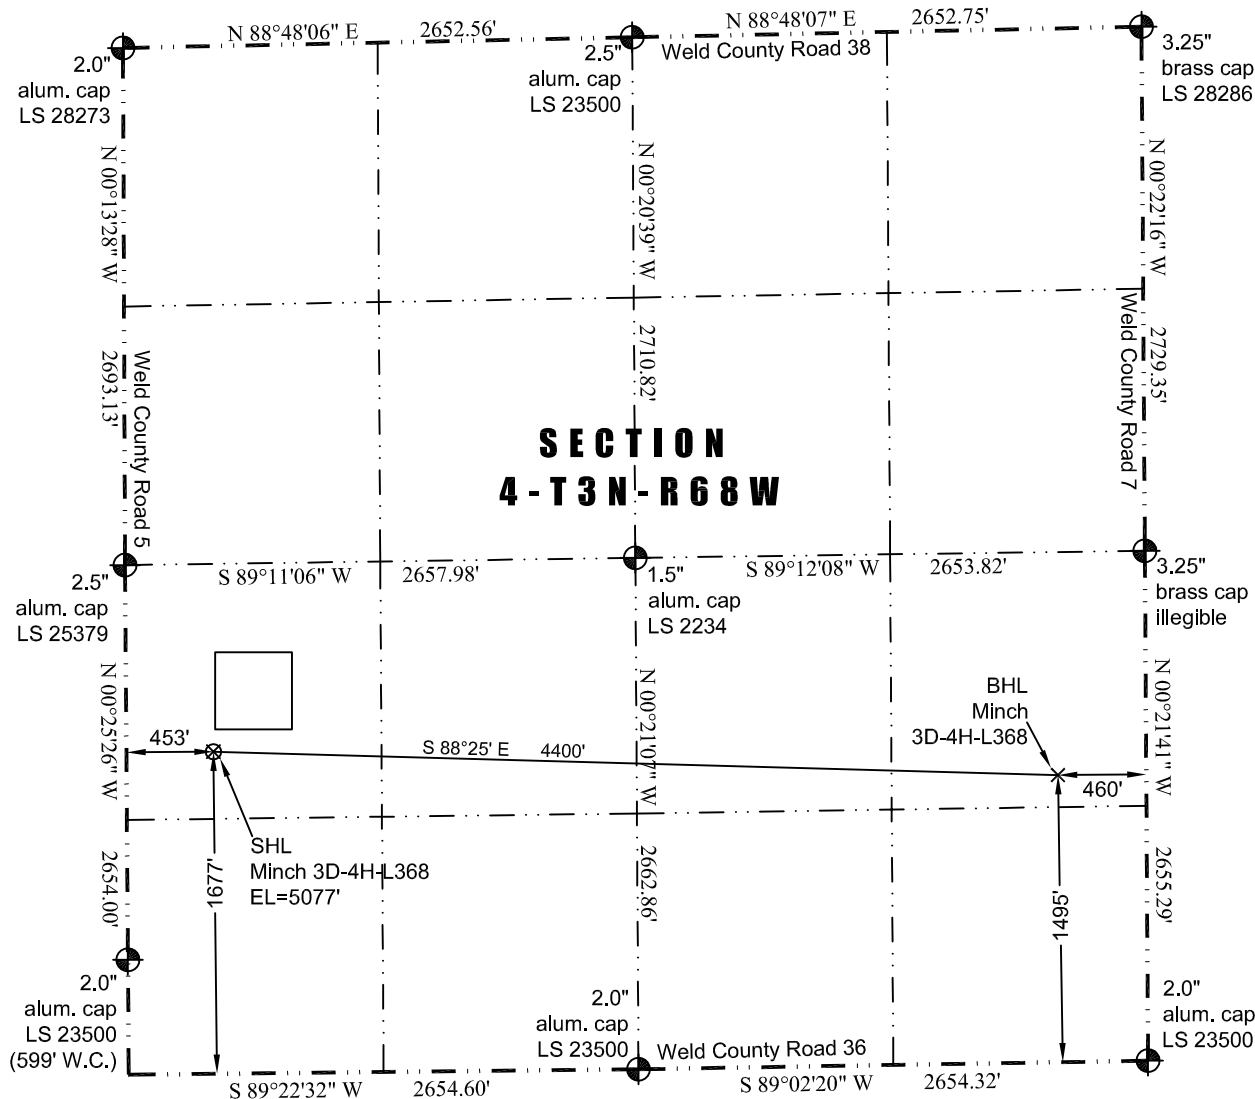 N 88°48'06" E
2652.56'
N 88°48'07" E
2652.75'
Weld County Road 38
2.0"
alum. cap
LS 28273
2.5"
alum. cap
LS 23500
3.25"
brass cap
LS 28286
N 00°13'28" W
2693.13'
Weld County Road 5
N 00°20'39" W
2710.82'
N 00°22'16" W
2729.35'
Weld County Road 7
SECTION
4-T3N-R68W
S 89°11'06" W
2657.98'
S 89°12'08" W
2653.82'
2.5"
alum. cap
LS 25379
1.5"
alum. cap
LS 2234
3.25"
brass cap
illegible
N 00°25'26" W
2654.00'
N 00°21'07" W
2662.86'
N 00°21'41" W
2655.29'
BHL
Minch
3D-4H-L368
453'
S 88°25' E
4400'
460'
SHL
Minch 3D-4H-L368
EL=5077'
1677'
1495'
2.0"
alum. cap
LS 23500
(599' W.C.)
2.0"
alum. cap
LS 23500
2.0"
alum. cap
LS 23500
Weld County Road 36
S 89°22'32" W
2654.60'
S 89°02'20" W
2654.32'